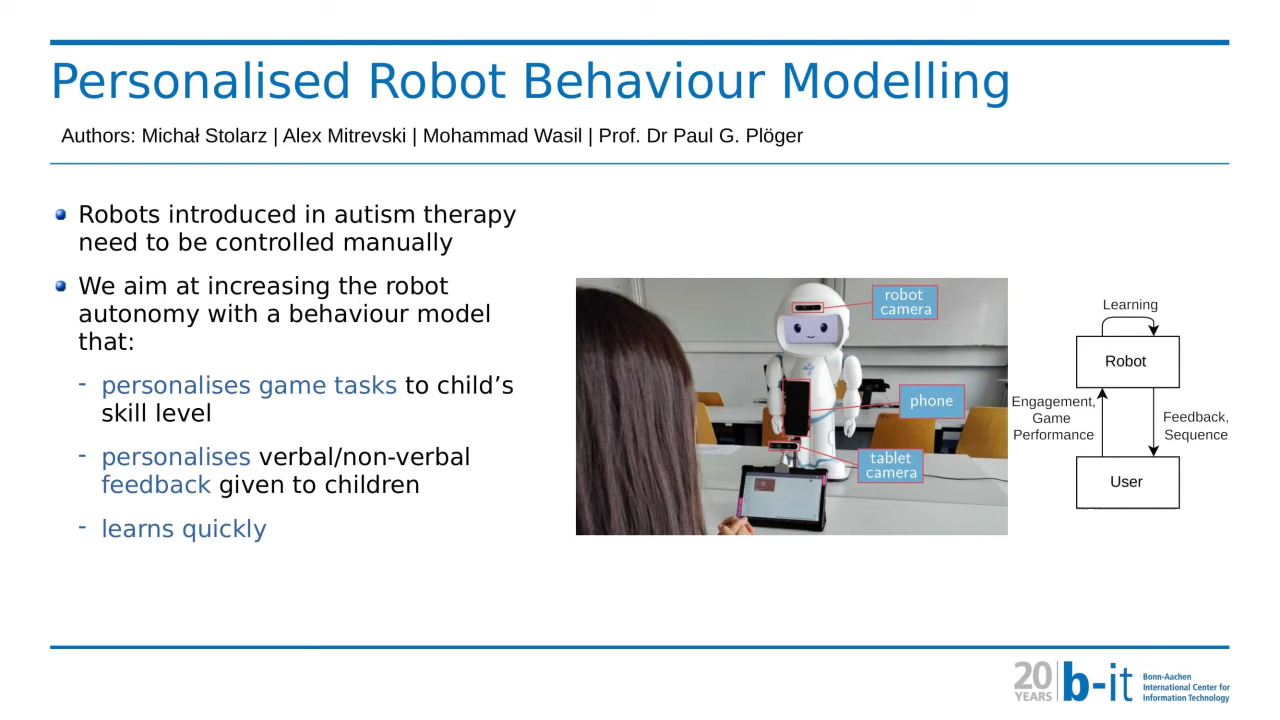 Personalised Robot Behaviour Modelling
Authors: Michał Stolarz | Alex Mitrevski | Mohammad Wasil | Prof. Dr Paul G. Plöger
Robots introduced in autism therapy
need to be controlled manually
We aim at increasing the robot
autonomy with a behaviour model
that:
- personalises game tasks to child’s
skill level
- personalises verbal/non-verbal
feedback given to children
- learns quickly
robot
camera
phone
tablet
camera
Learning
Robot
Engagement,
Game
Performance
Feedback,
Sequence
User
20
YEARS
b-it
Bonn-Aachen
International Center for
Information Technology